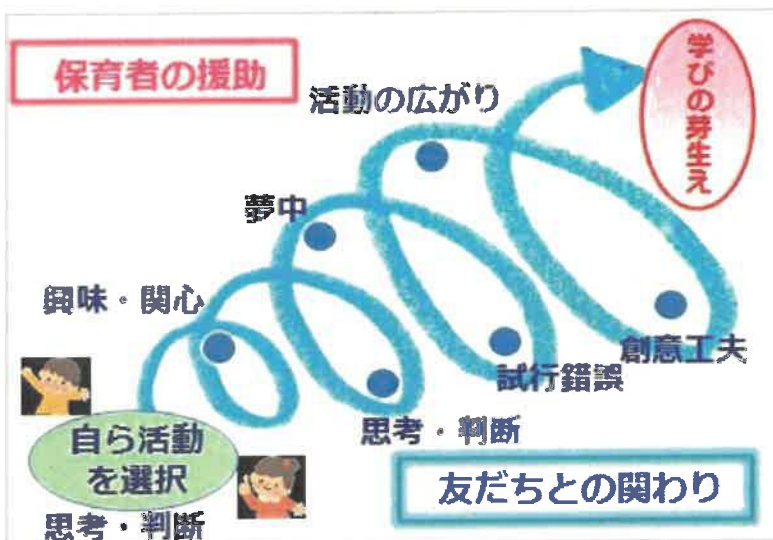 保育者の援助
学びの芽生え
活動の広がり
夢中
興味・関心
創意工夫
試行錯誤
思考・判断
自ら活動
を選択
友だちとの関わり
思考・判断